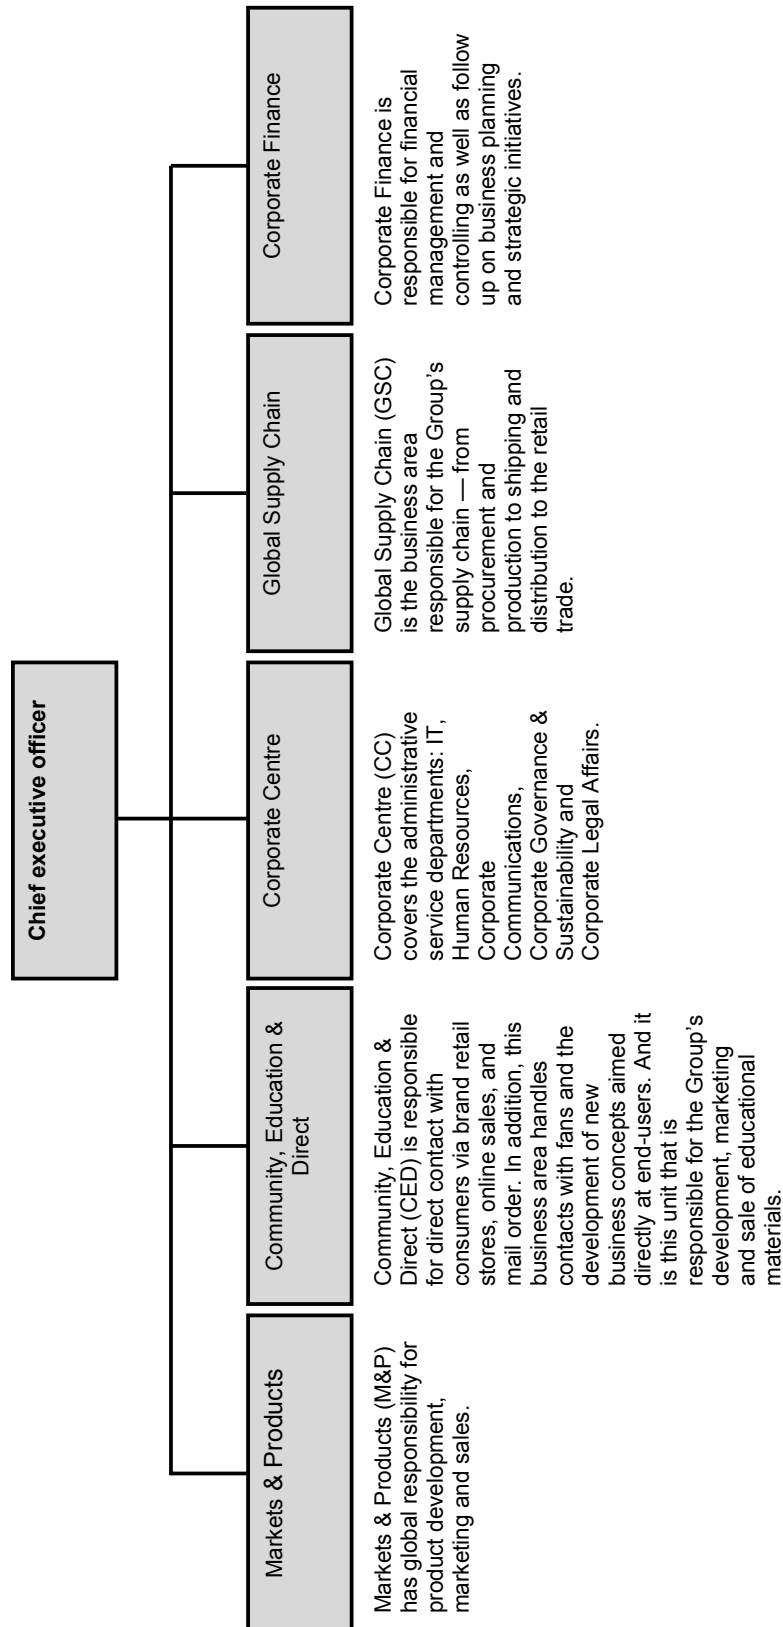 Chief executive officer
Markets & Products
Community, Education &
Direct
Corporate Centre
Global Supply Chain
Corporate Finance
Markets & Products (M&P)
has global responsibility for
product development,
marketing and sales.
Community, Education &
Direct (CED) is responsible
for direct contact with
consumers via brand retail
stores, online sales, and
mail order. In addition, this
business area handles
contacts with fans and the
development of new
business concepts aimed
directly at end-users. And it
is this unit that is
responsible for the Group’s
development, marketing
and sale of educational
materials.
Corporate Centre (CC)
covers the administrative
service departments: IT,
Human Resources,
Corporate
Communications,
Corporate Governance &
Sustainability and
Corporate Legal Affairs.
Global Supply Chain (GSC)
is the business area
responsible for the Group’s
supply chain — from
procurement and
production to shipping and
distribution to the retail
trade.
Corporate Finance is
responsible for financial
management and
controlling as well as follow
up on business planning
and strategic initiatives.